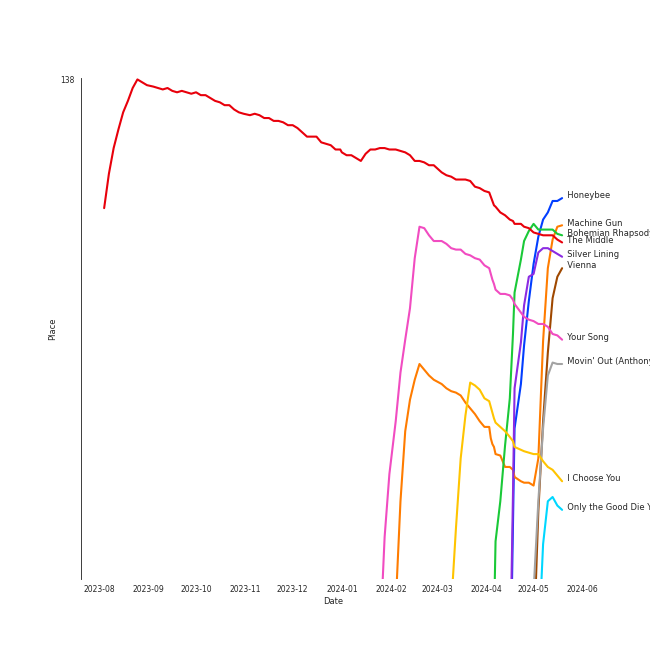 138
Honeybee
Machine Gun
Bohemian Rhapsody
The Middle
Silver Lining
Vienna
Your Song
Movin' Out (Anthony
I Choose You
Only the Good Die Y
Place
2023-08 2023-09 2023-10 2023-11 2023-12 2024-01 2024-02 2024-03 2024-04 2024-05 2024-06
Date